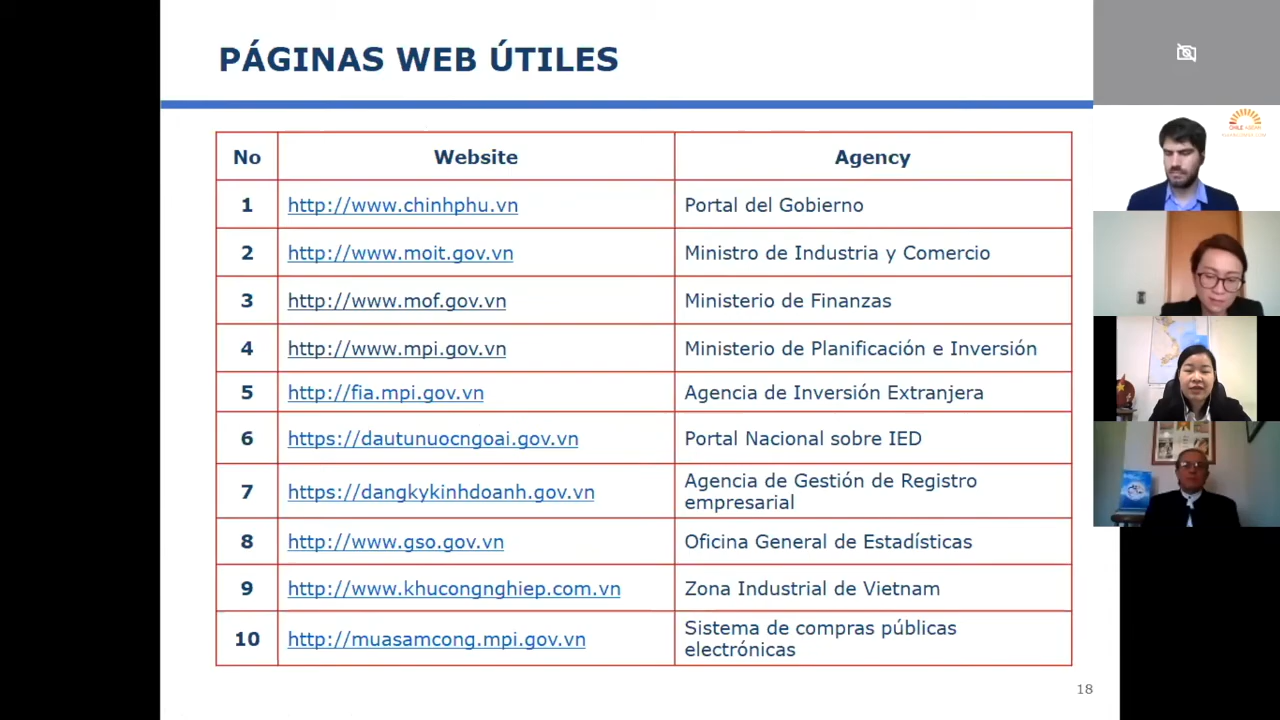 PÁGINAS WEB ÚTILES
No Website Agency
1 http://www.chinhphu.vn Portal del Gobierno
2 http://www.moit.gov.vn Ministro de Industria y Comercio
3 http://www.mof.gov.vn Ministerio de Finanzas
4 http://www.mpi.gov.vn Ministerio de Planificación e Inversión
5 http://fia.mpi.gov.vn Agencia de Inversión Extranjera
6 https://dautunuocngoai.gov.vn Portal Nacional sobre IED
7 https://dangkykinhdoanh.gov.vn Agencia de Gestión de Registro
empresarial
8 http://www.gso.gov.vn Oficina General de Estadísticas
9 http://www.khucongnghiep.com.vn Zona Industrial de Vietnam
10 http://muasamcong.mpi.gov.vn Sistema de compras públicas
electrónicas
18
CHILE ASEAN